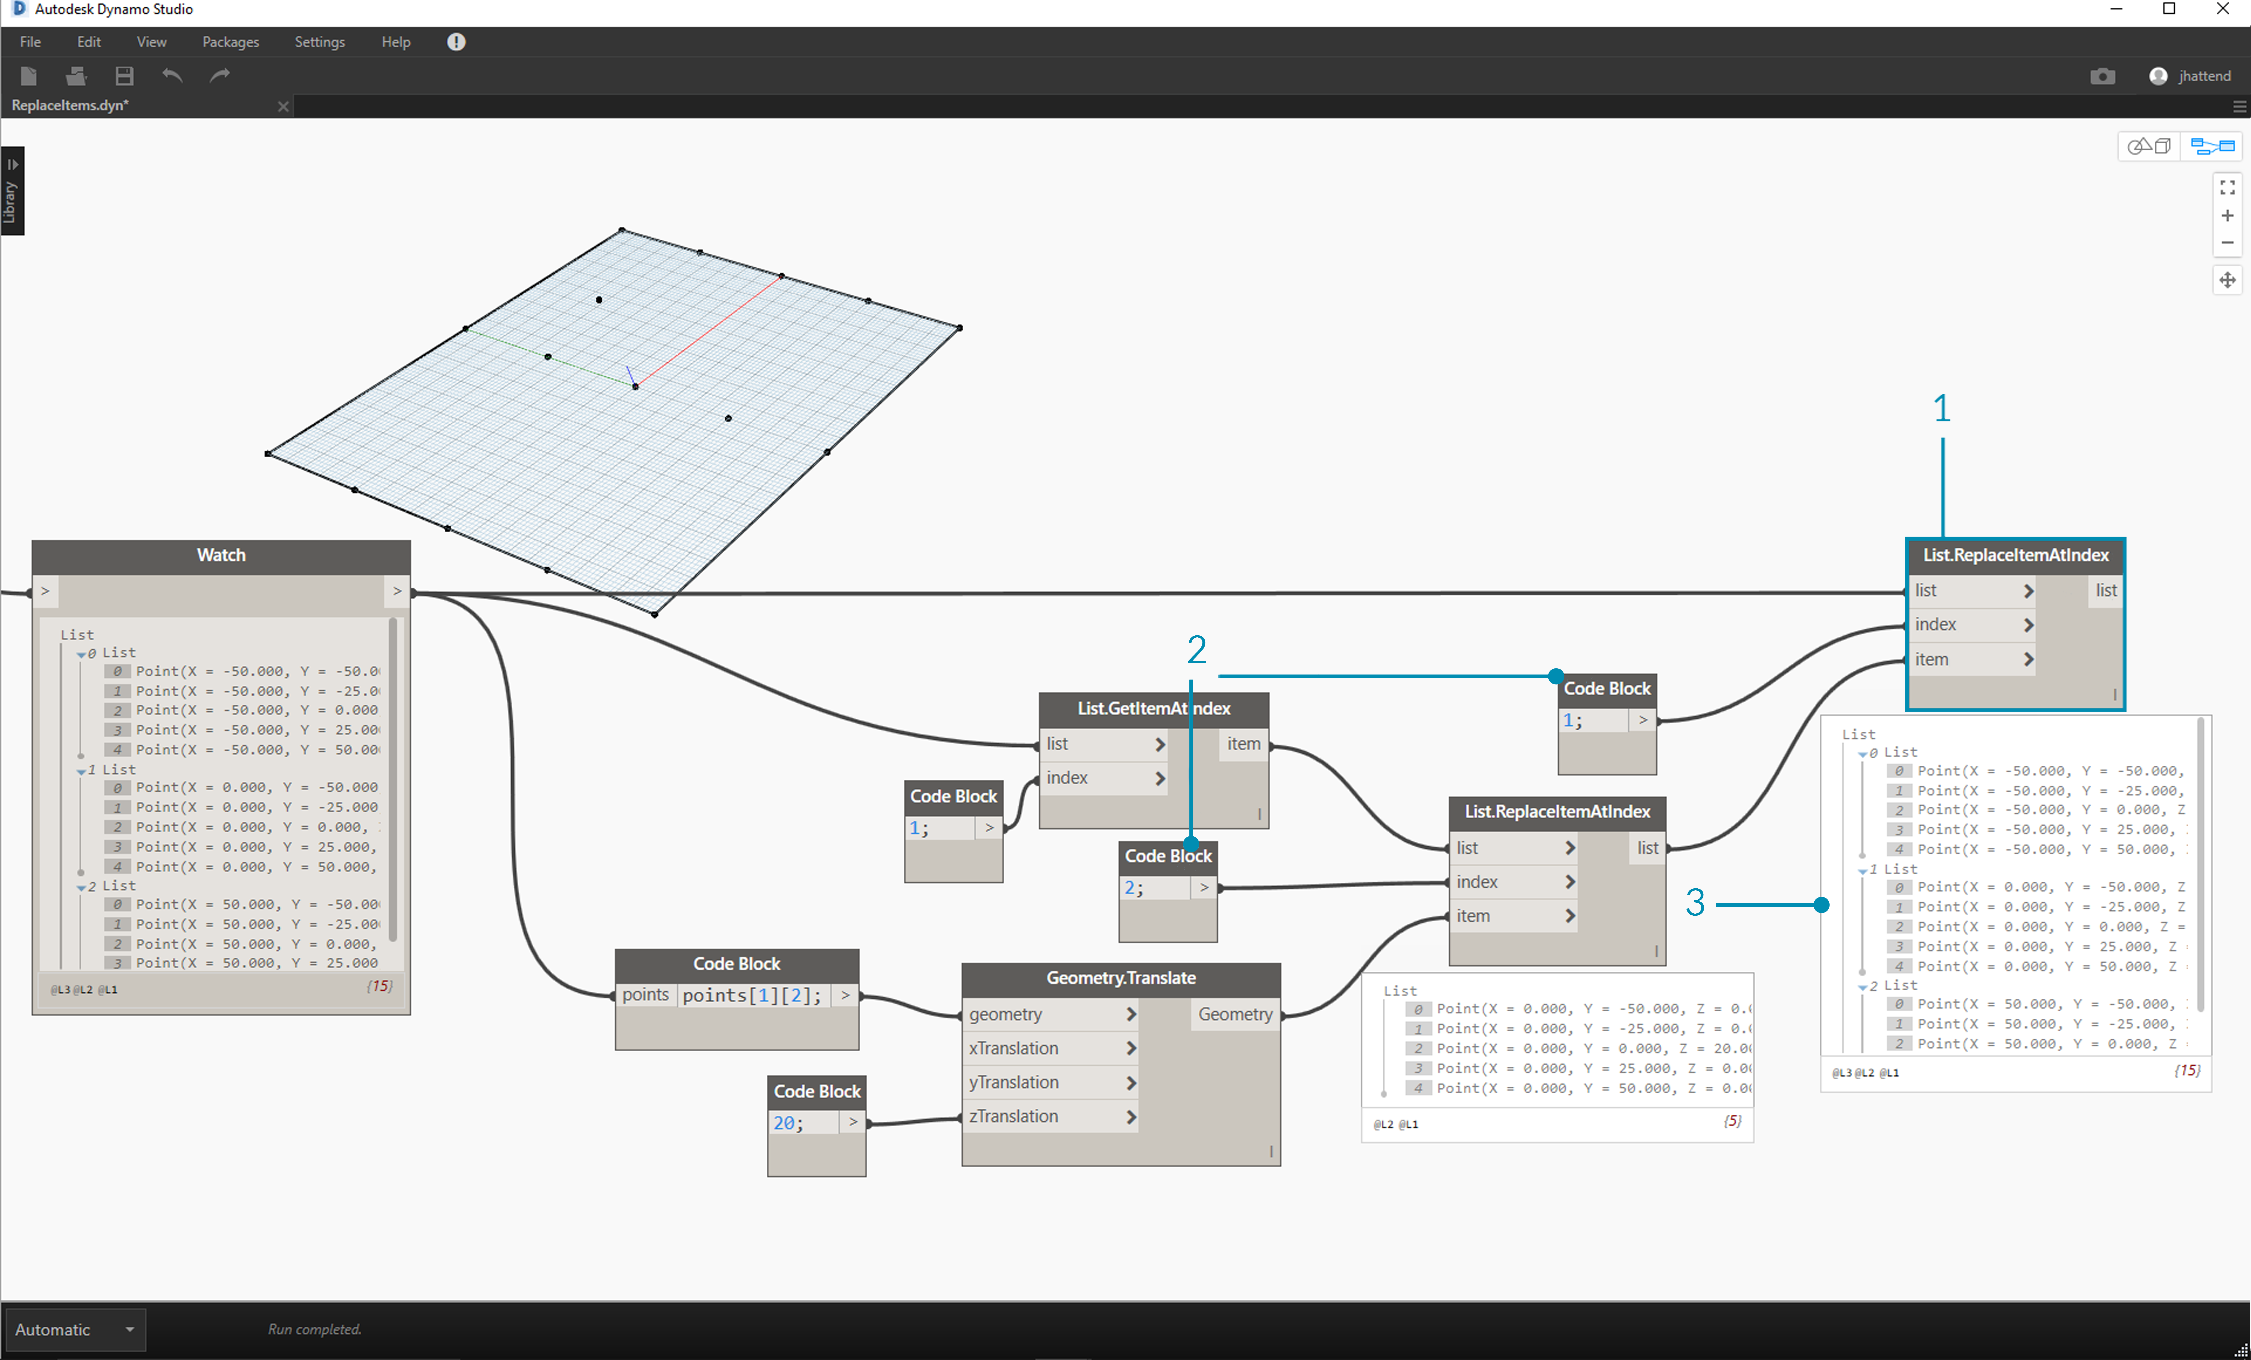 Autodesk Dynamo Studio
File Edit View Packages Settings Help
jhattend
ReplaceItems.dyn*
Library
1
Watch
> >
List
0 List
0 Point(X = -50.000, Y = -50.0
1 Point(X = -50.000, Y = -25.0
2 Point(X = -50.000, Y = 0.000
3 Point(X = -50.000, Y = 25.00
4 Point(X = -50.000, Y = 50.00
1 List
0 Point(X = 0.000, Y = -50.000
1 Point(X = 0.000, Y = -25.000
2 Point(X = 0.000, Y = 0.000,
3 Point(X = 0.000, Y = 25.000,
4 Point(X = 0.000, Y = 50.000,
2 List
0 Point(X = 50.000, Y = -50.00
1 Point(X = 50.000, Y = -25.00
2 Point(X = 50.000, Y = 0.000,
3 Point(X = 50.000, Y = 25.000
@L3 @L2 @L1 {15}
List.ReplaceItemAtIndex
list > list
index >
item >
2
List.GetItemAtIndex
list > item
index >
Code Block
1; >
Code Block
1; >
Code Block
2; >
List.ReplaceItemAtIndex
list > list
index >
item >
3
Code Block
points points[1][2]; >
Geometry.Translate
geometry > Geometry
xTranslation >
yTranslation >
zTranslation >
Code Block
20; >
List
0 Point(X = 0.000, Y = -50.000, Z = 0.0
1 Point(X = 0.000, Y = -25.000, Z = 0.0
2 Point(X = 0.000, Y = 0.000, Z = 20.00
3 Point(X = 0.000, Y = 25.000, Z = 0.00
4 Point(X = 0.000, Y = 50.000, Z = 0.00
@L2 @L1 {5}
List
0 List
0 Point(X = -50.000, Y = -50.000,
1 Point(X = -50.000, Y = -25.000,
2 Point(X = -50.000, Y = 0.000, Z
3 Point(X = -50.000, Y = 25.000,
4 Point(X = -50.000, Y = 50.000,
1 List
0 Point(X = 0.000, Y = -50.000, Z
1 Point(X = 0.000, Y = -25.000, Z
2 Point(X = 0.000, Y = 0.000, Z =
3 Point(X = 0.000, Y = 25.000, Z
4 Point(X = 0.000, Y = 50.000, Z
2 List
0 Point(X = 50.000, Y = -50.000,
1 Point(X = 50.000, Y = -25.000,
2 Point(X = 50.000, Y = 0.000, Z
@L3 @L2 @L1 {15}
Automatic
Run completed.